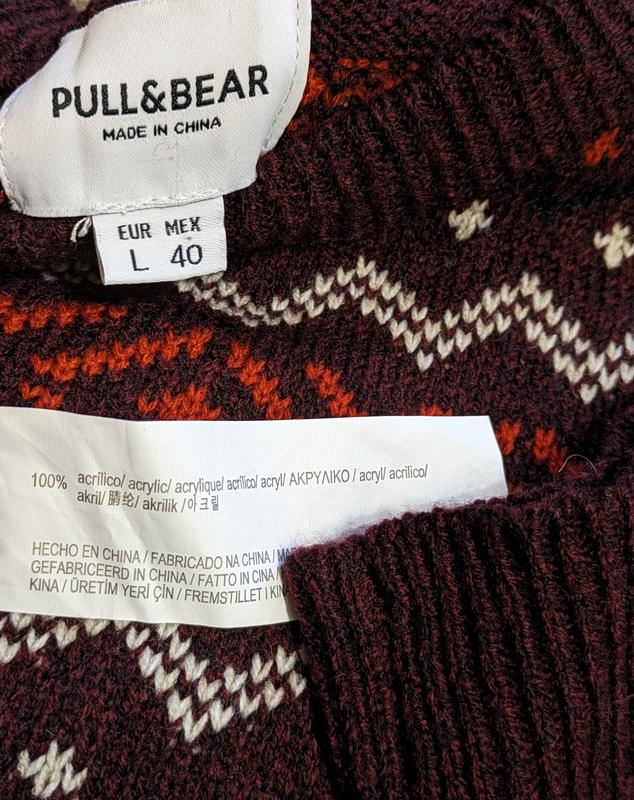 PULL&BEAR
MADE IN CHINA
EUR MEX
L 40
100% acrílico/ acrylic/ acrylique/ acrílico/ acryl/ ΑΚΡΥΛΙΚΟ / acryl/ acrilico/
akril/ 腈纶/ akrilik /아크릴
HECHO EN CHINA / FABRICADO NA CHINA /
GEFABRICEERD IN CHINA / FATTO IN CINA /
KINA / ÜRETİM YERİ ÇİN / FREMSTILLET I